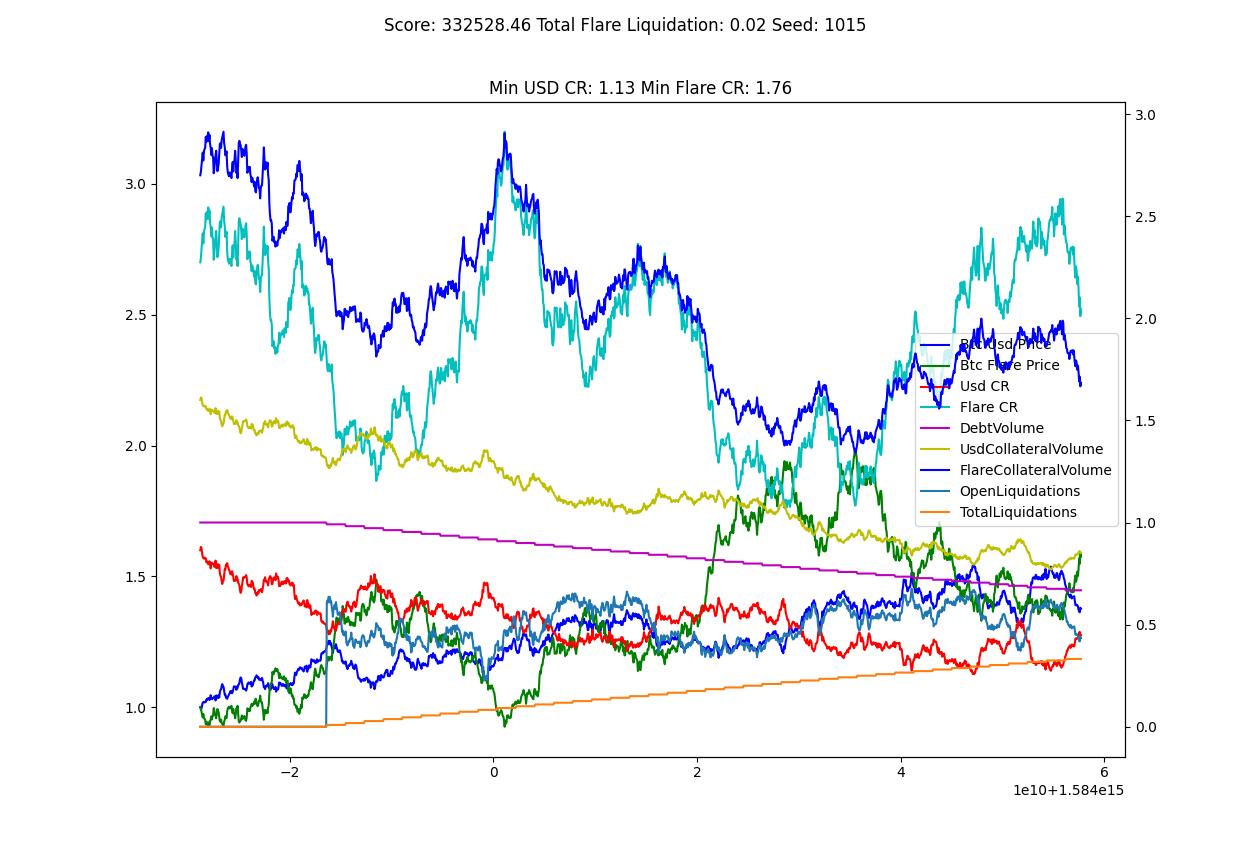 Score: 332528.46 Total Flare Liquidation: 0.02 Seed: 1015
Min USD CR: 1.13 Min Flare CR: 1.76
3.0
2.5
2.0
1.5
1.0
3.0
2.5
2.0
1.5
1.0
0.5
0.0
Btc Usd Price
Btc Flare Price
Usd CR
Flare CR
DebtVolume
UsdCollateralVolume
FlareCollateralVolume
OpenLiquidations
TotalLiquidations
−2 0 2 4 6
1e10+1.584e15